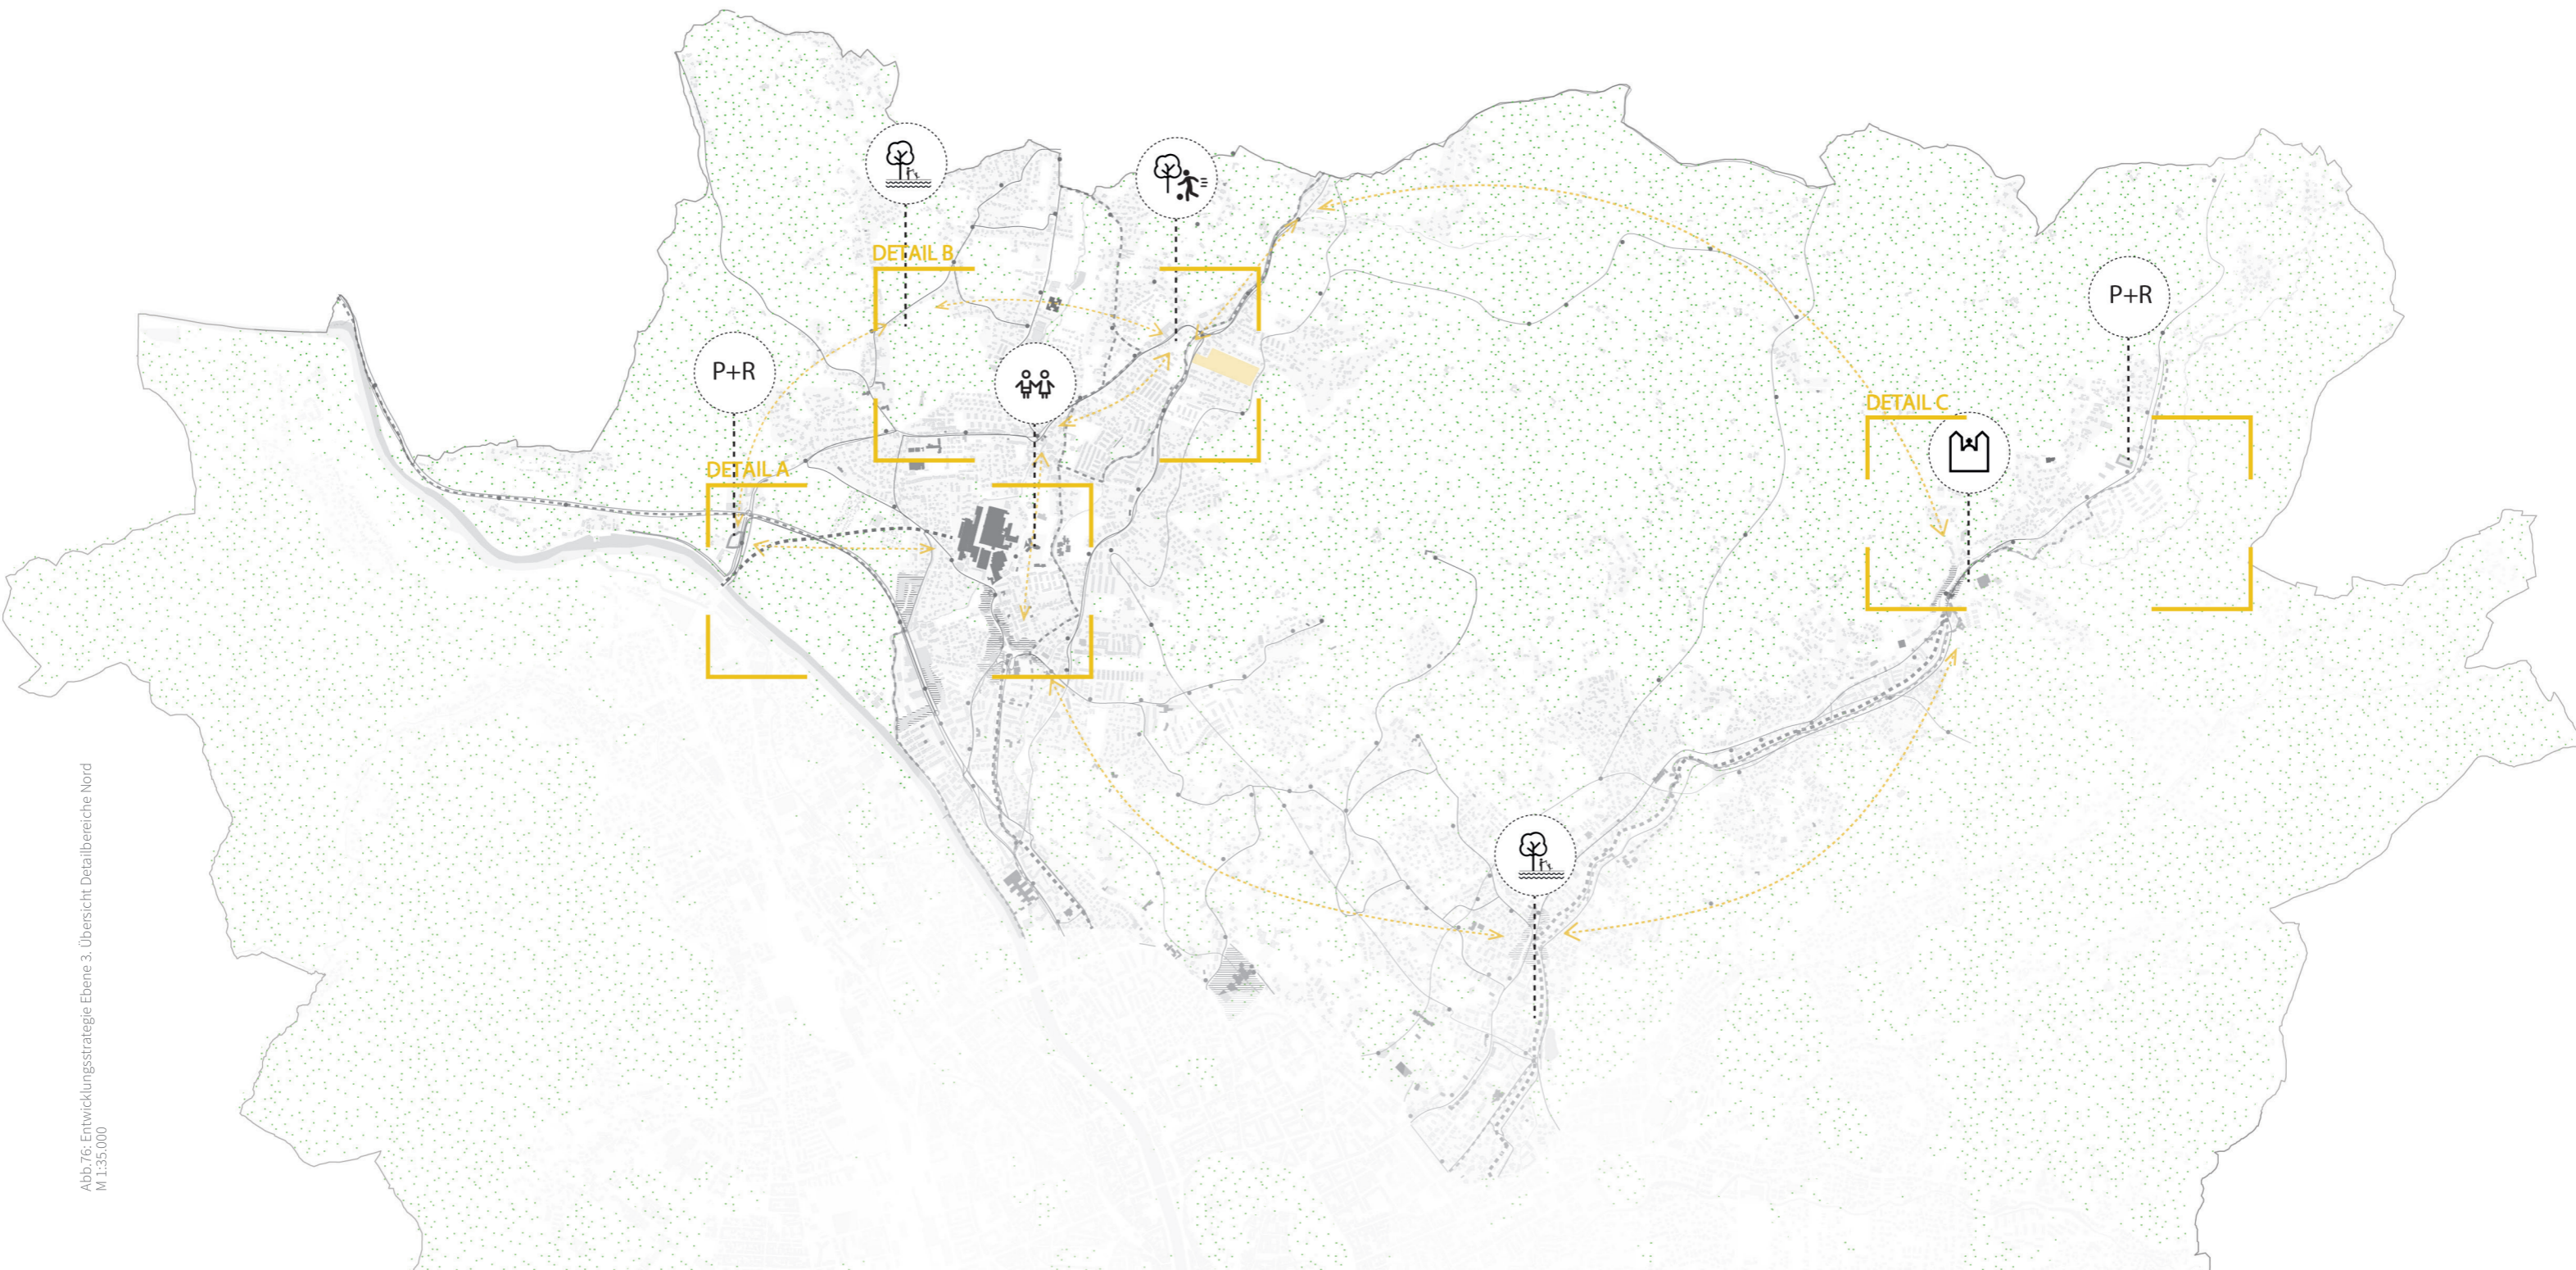 DETAIL B
P+R
P+R
DETAIL C
DETAIL A
Abb.76: Entwicklungsstrategie Ebene 3. Übersicht Detailbereiche Nord
M 1:35.000